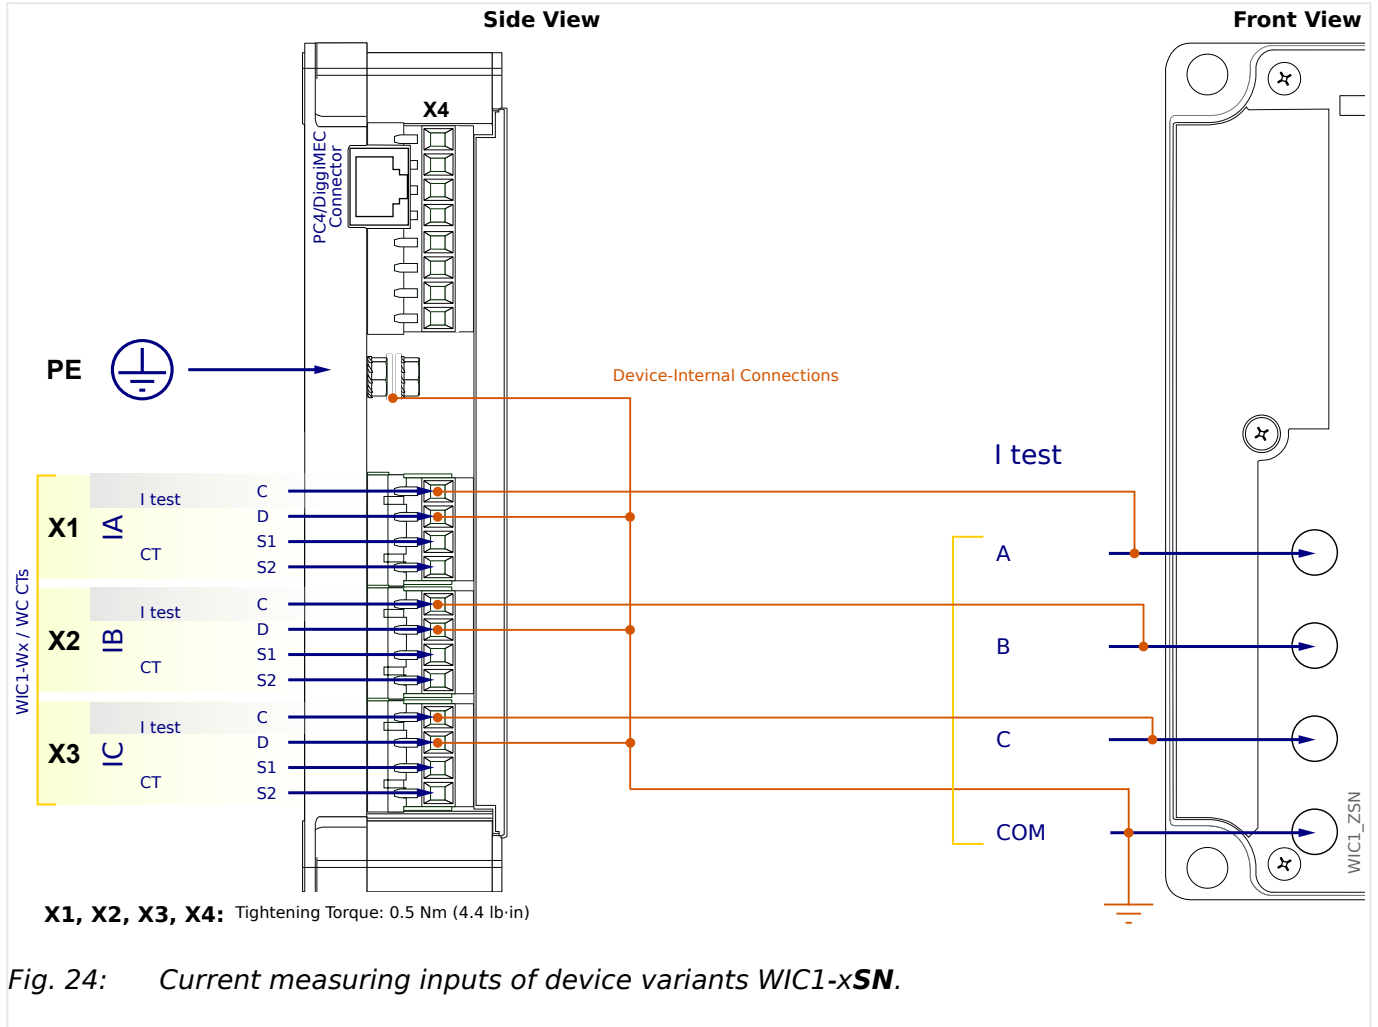 Side View
Front View
X4
PC4/DiggiMEC
Connector
PE
Device-Internal Connections
I test
WIC1-Wx / WC CTs
X1
IA
I test
CT
C
D
S1
S2
X2
IB
I test
CT
C
D
S1
S2
X3
IC
I test
CT
C
D
S1
S2
A
B
C
COM
WIC1_ZSN
X1, X2, X3, X4: Tightening Torque: 0.5 Nm (4.4 lb·in)
Fig. 24: Current measuring inputs of device variants WIC1-xSN.